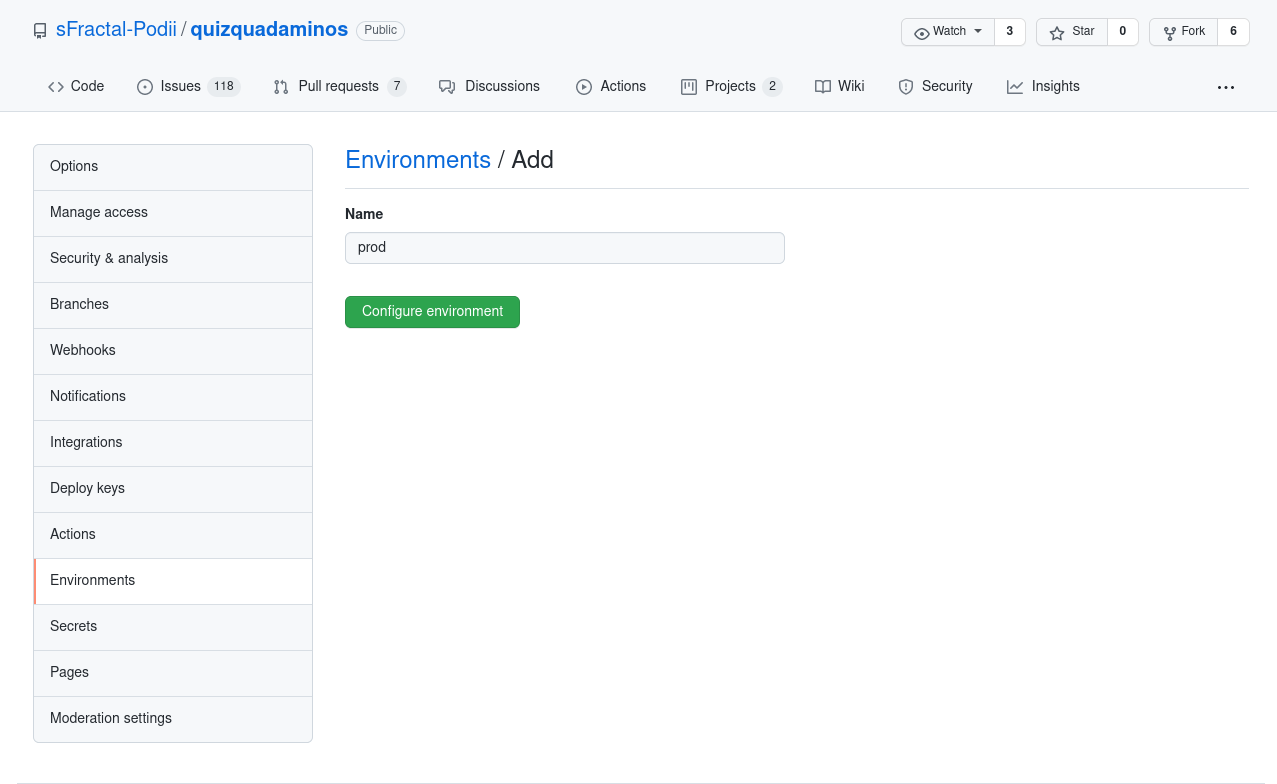 sFractal-Podii / quizquadaminos Public Watch 3 Star 0 Fork 6
Code Issues 118 Pull requests 7 Discussions Actions Projects 2 Wiki Security Insights ...
Options
Manage access
Security & analysis
Branches
Webhooks
Notifications
Integrations
Deploy keys
Actions
Environments
Secrets
Pages
Moderation settings
Environments / Add
Name
prod
Configure environment